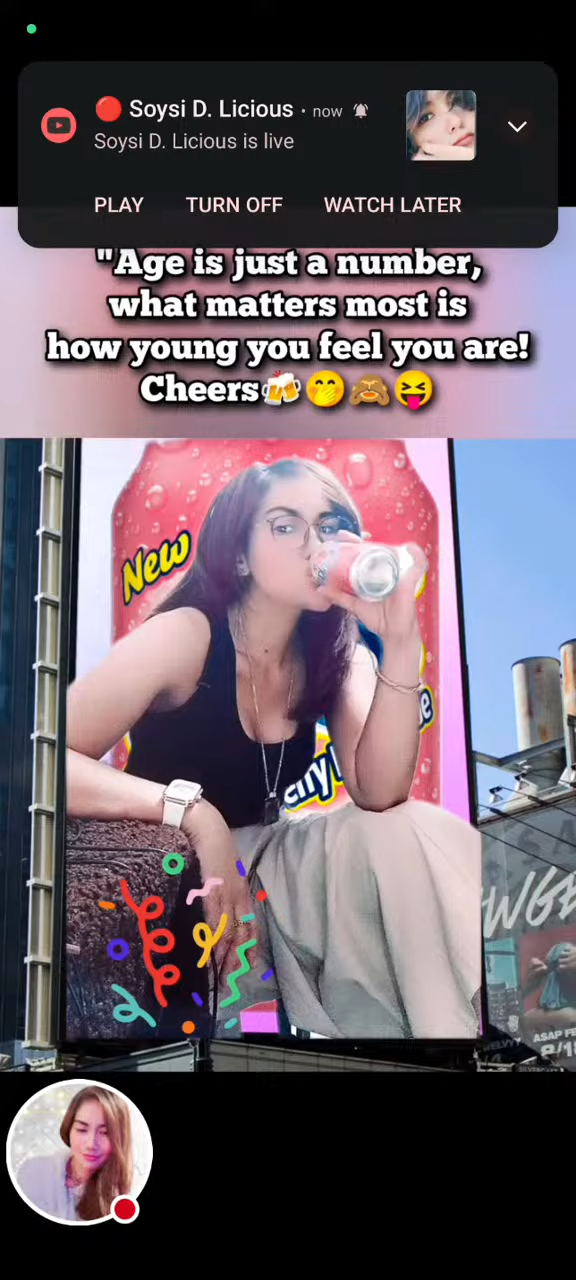 🔴 Soysi D. Licious · now
Soysi D. Licious is live
PLAY TURN OFF WATCH LATER
"Age is just a number,
what matters most is
how young you feel you are!
Cheers🍻🤭🙈😝
New
ASAP